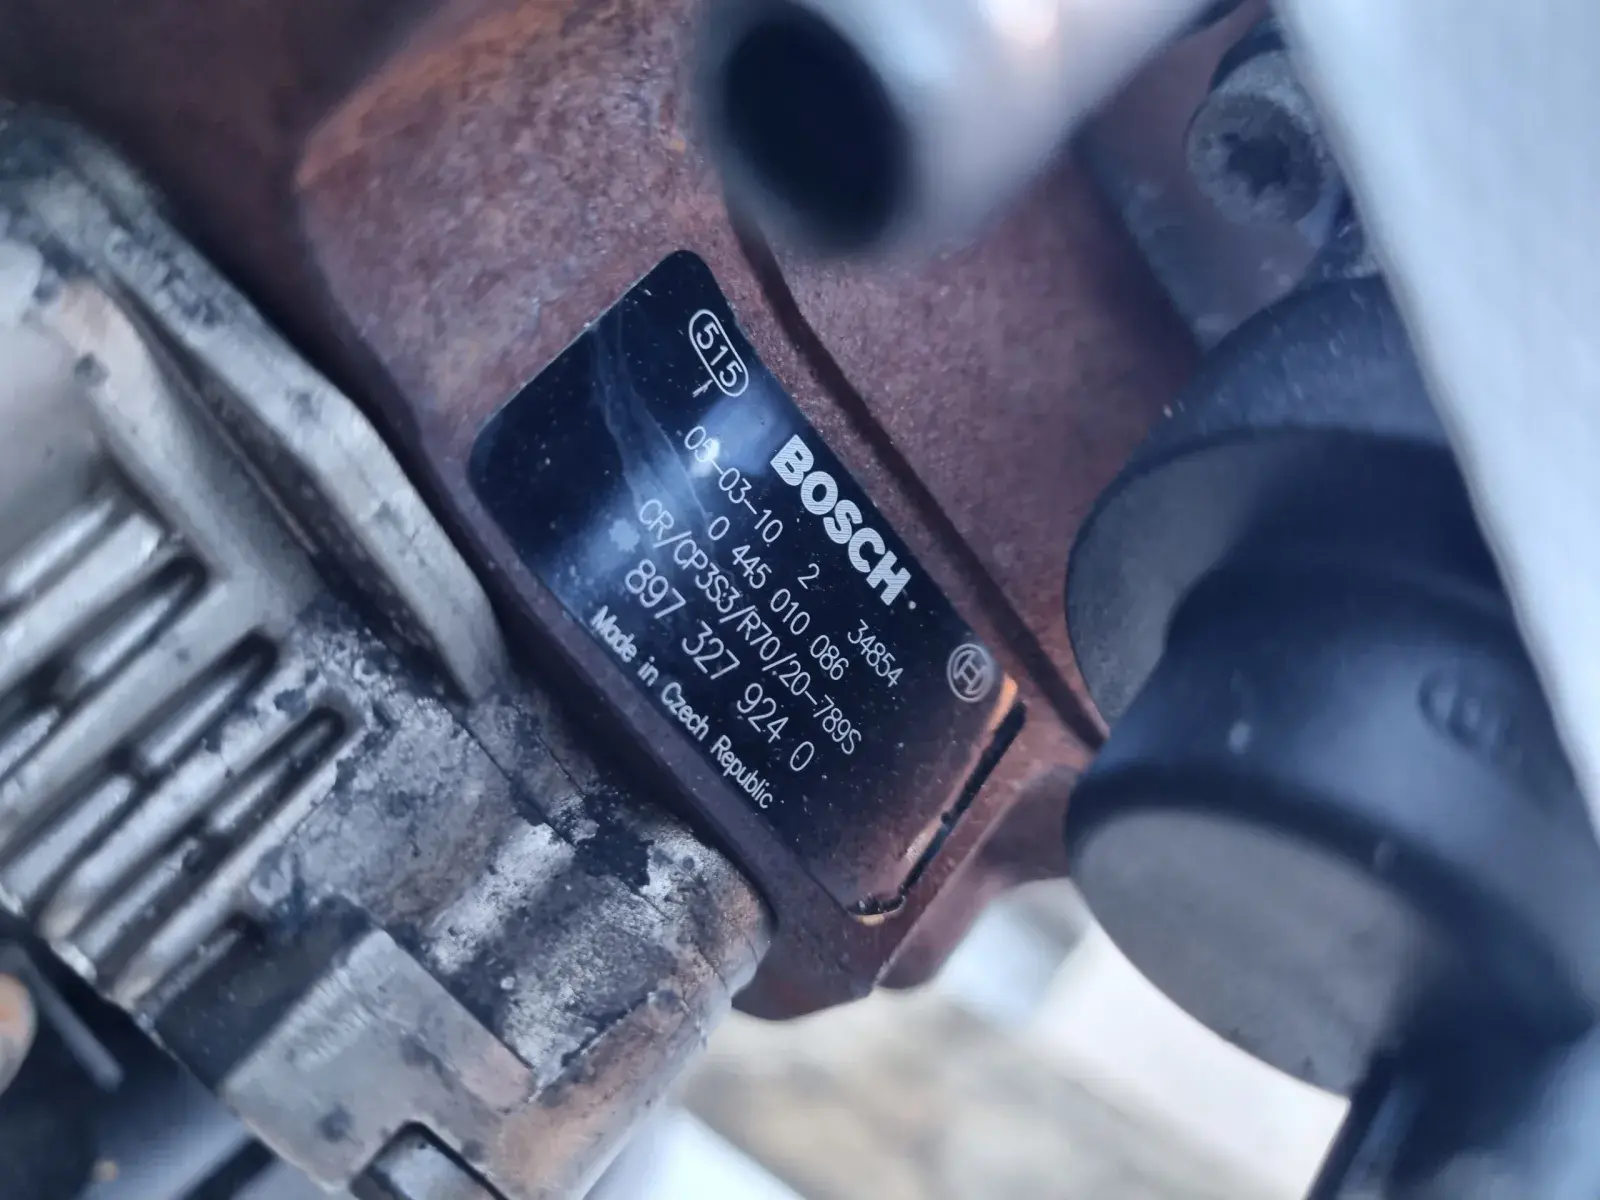 515
BOSCH
05-03-10 2 34854
0 445 010 086
CR/CP3S3/R70/20-789S
897 327 924 0
Made in Czech Republic